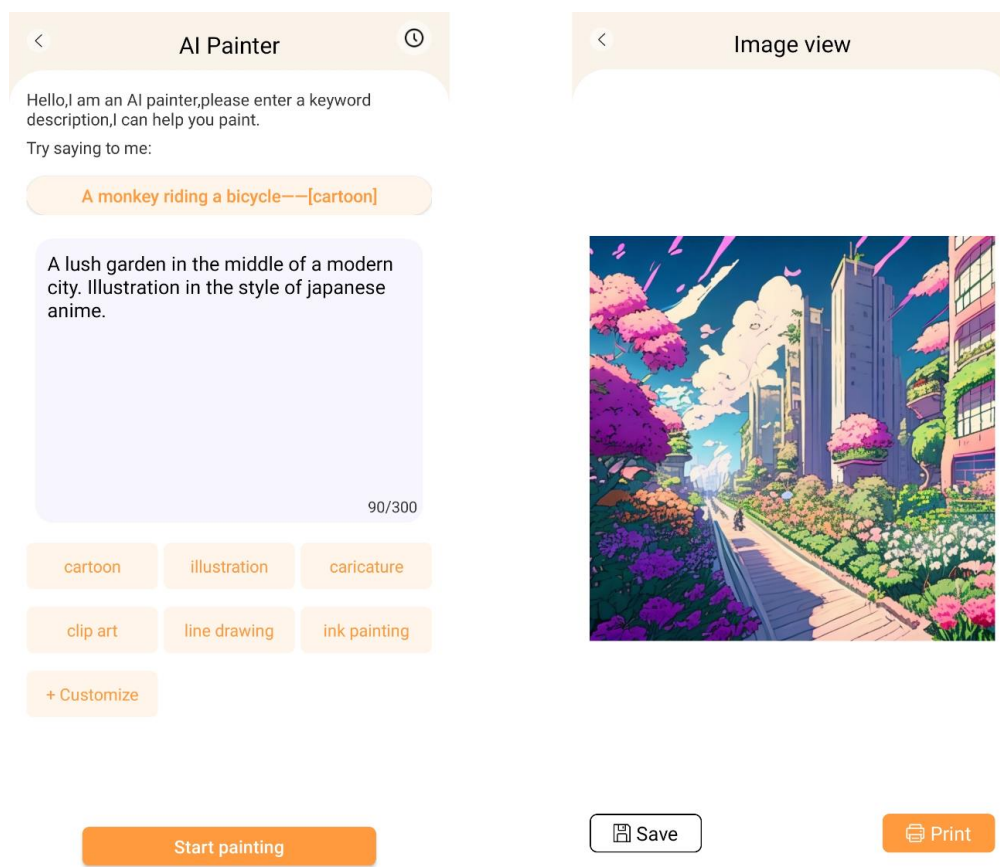 AI Painter
Hello,I am an AI painter,please enter a keyword
description,I can help you paint.
Try saying to me:
A monkey riding a bicycle——[cartoon]
A lush garden in the middle of a modern
city. Illustration in the style of japanese
anime.
90/300
cartoon
illustration
caricature
clip art
line drawing
ink painting
+ Customize
Start painting
Image view
Save
Print